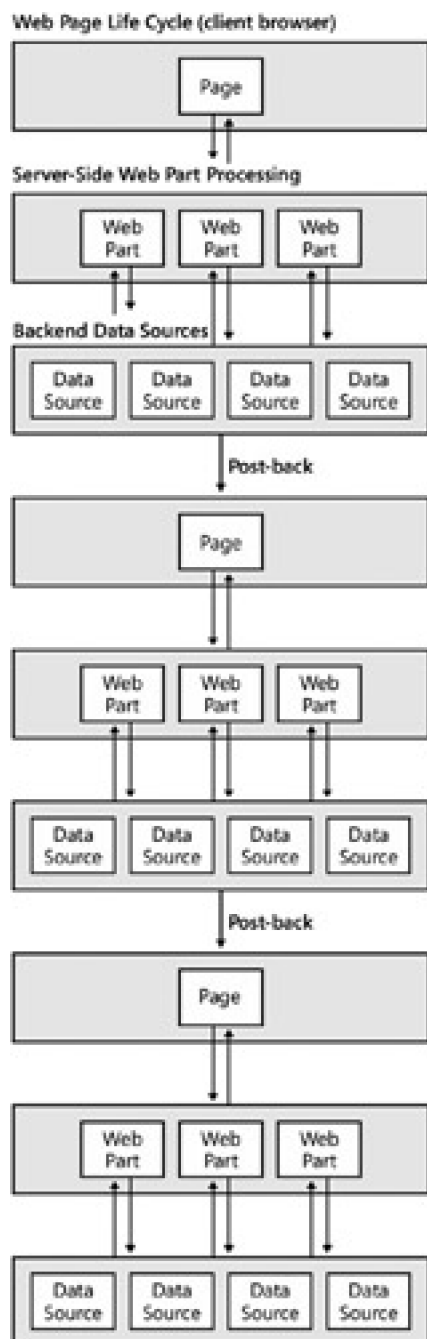 Web Page Life Cycle (client browser)
Page
Server-Side Web Part Processing
Web Web Web
Part Part Part
Backend Data Sources
Data Data Data Data
Source Source Source Source
Post-back
Page
Web Web Web
Part Part Part
Data Data Data Data
Source Source Source Source
Post-back
Page
Web Web Web
Part Part Part
Data Data Data Data
Source Source Source Source